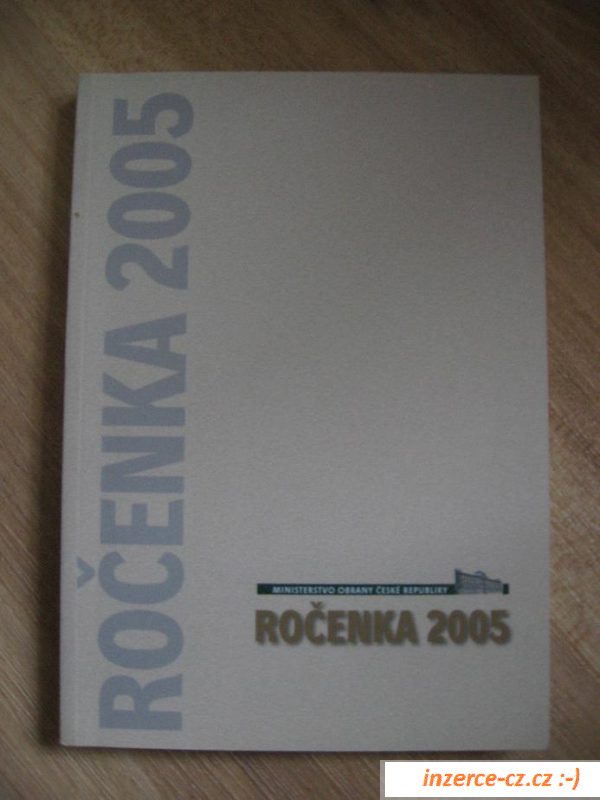 ROČENKA 2005
MINISTERSTVO OBRANY ČESKÉ REPUBLIKY
ROČENKA 2005
inzerce-cz.cz :-)